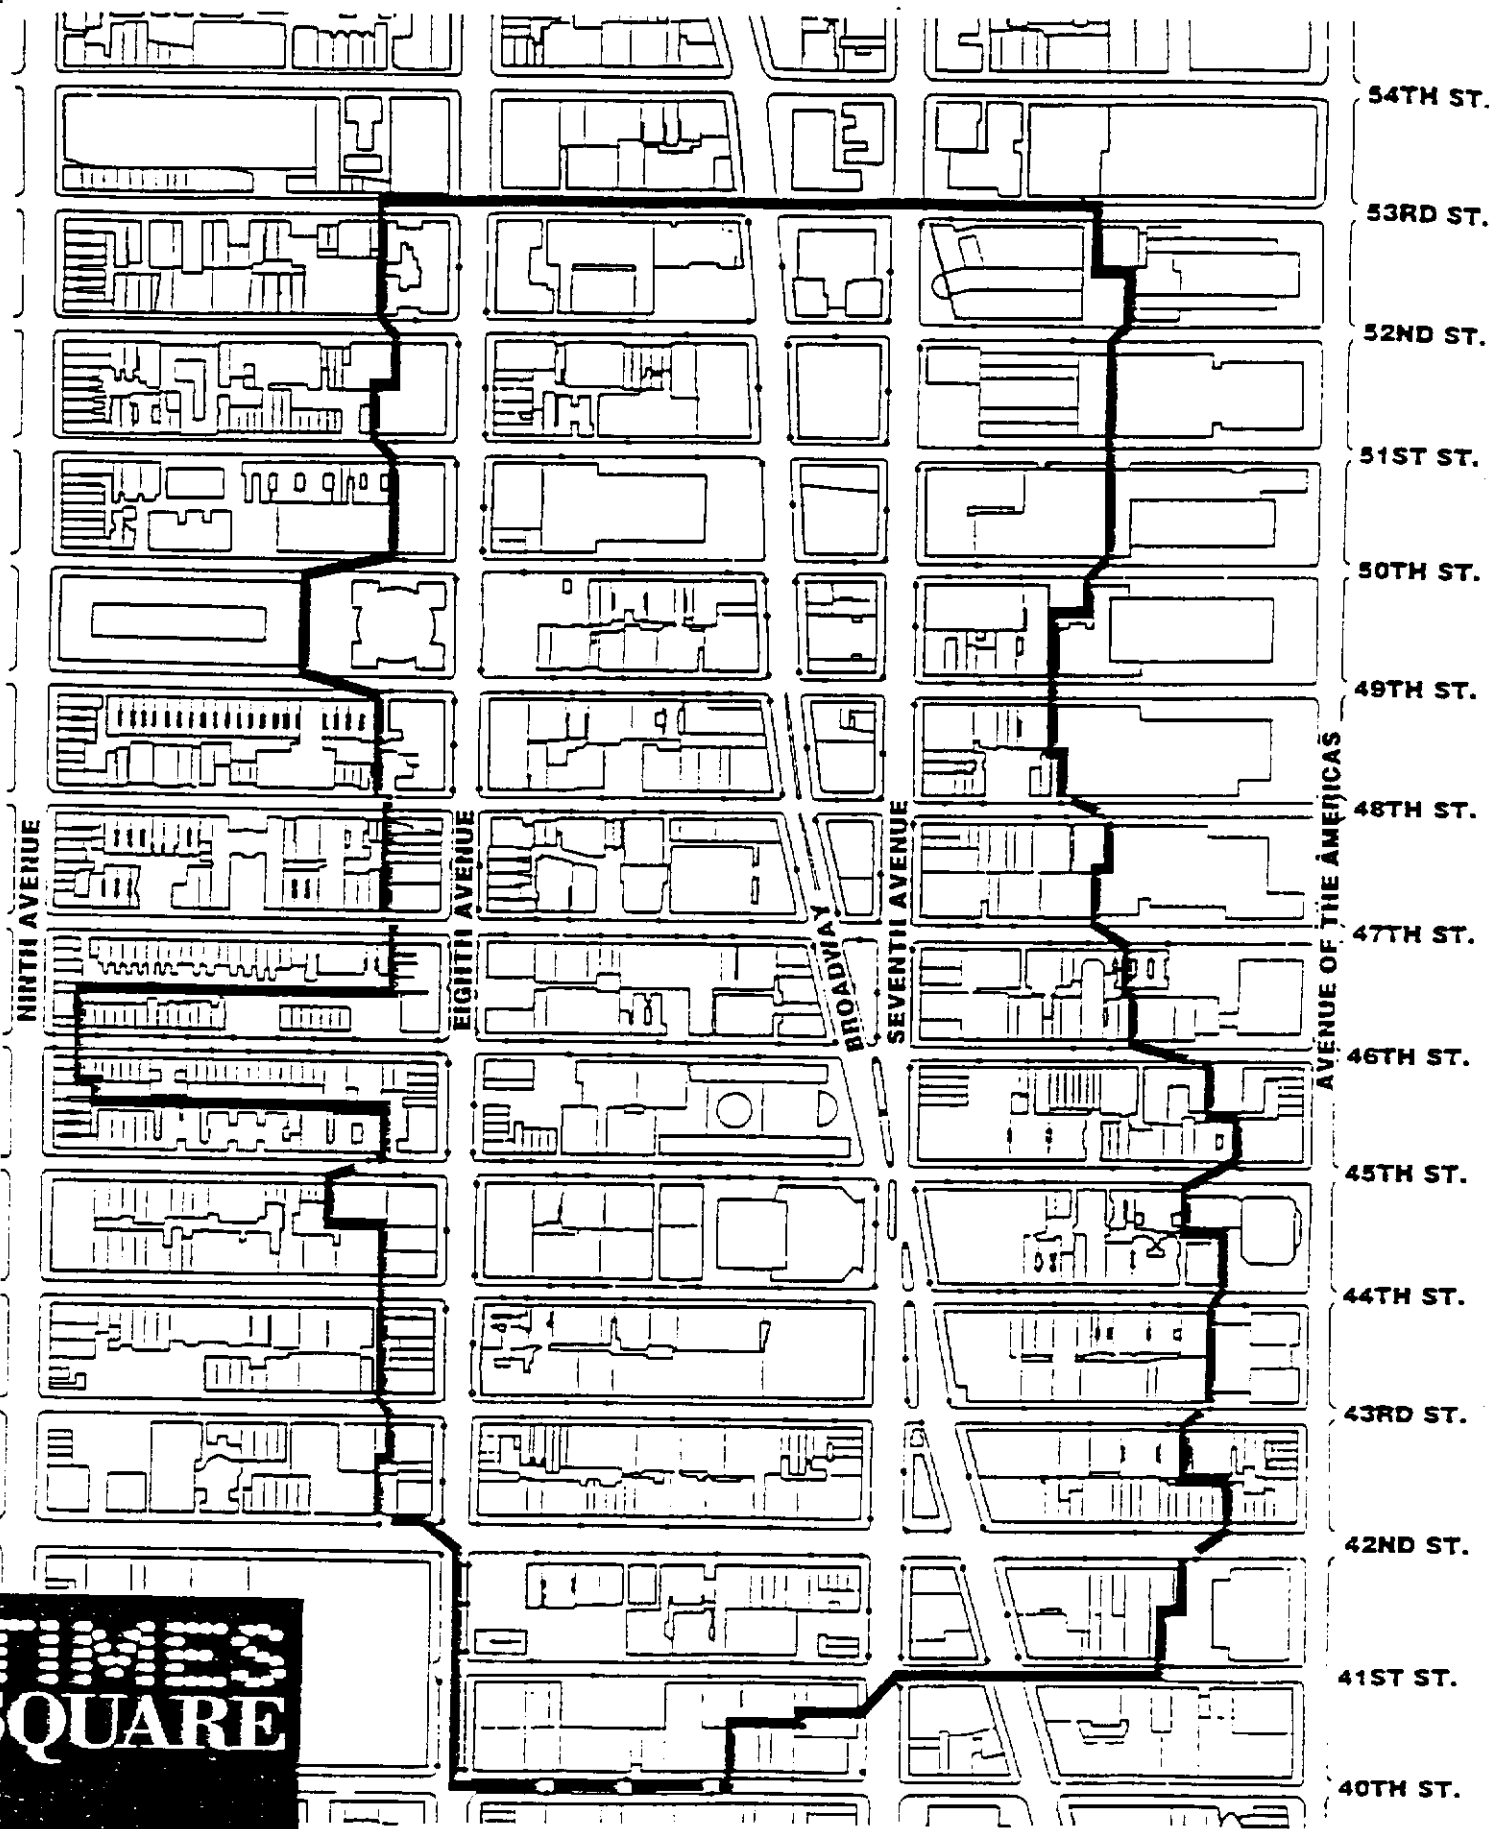 54TH ST.
53RD ST.
52ND ST.
51ST ST.
50TH ST.
49TH ST.
48TH ST.
47TH ST.
46TH ST.
45TH ST.
44TH ST.
43RD ST.
42ND ST.
41ST ST.
40TH ST.
NINTH AVENUE
EIGHTH AVENUE
BROADWAY
SEVENTH AVENUE
AVENUE OF THE AMERICAS
TIMES
SQUARE